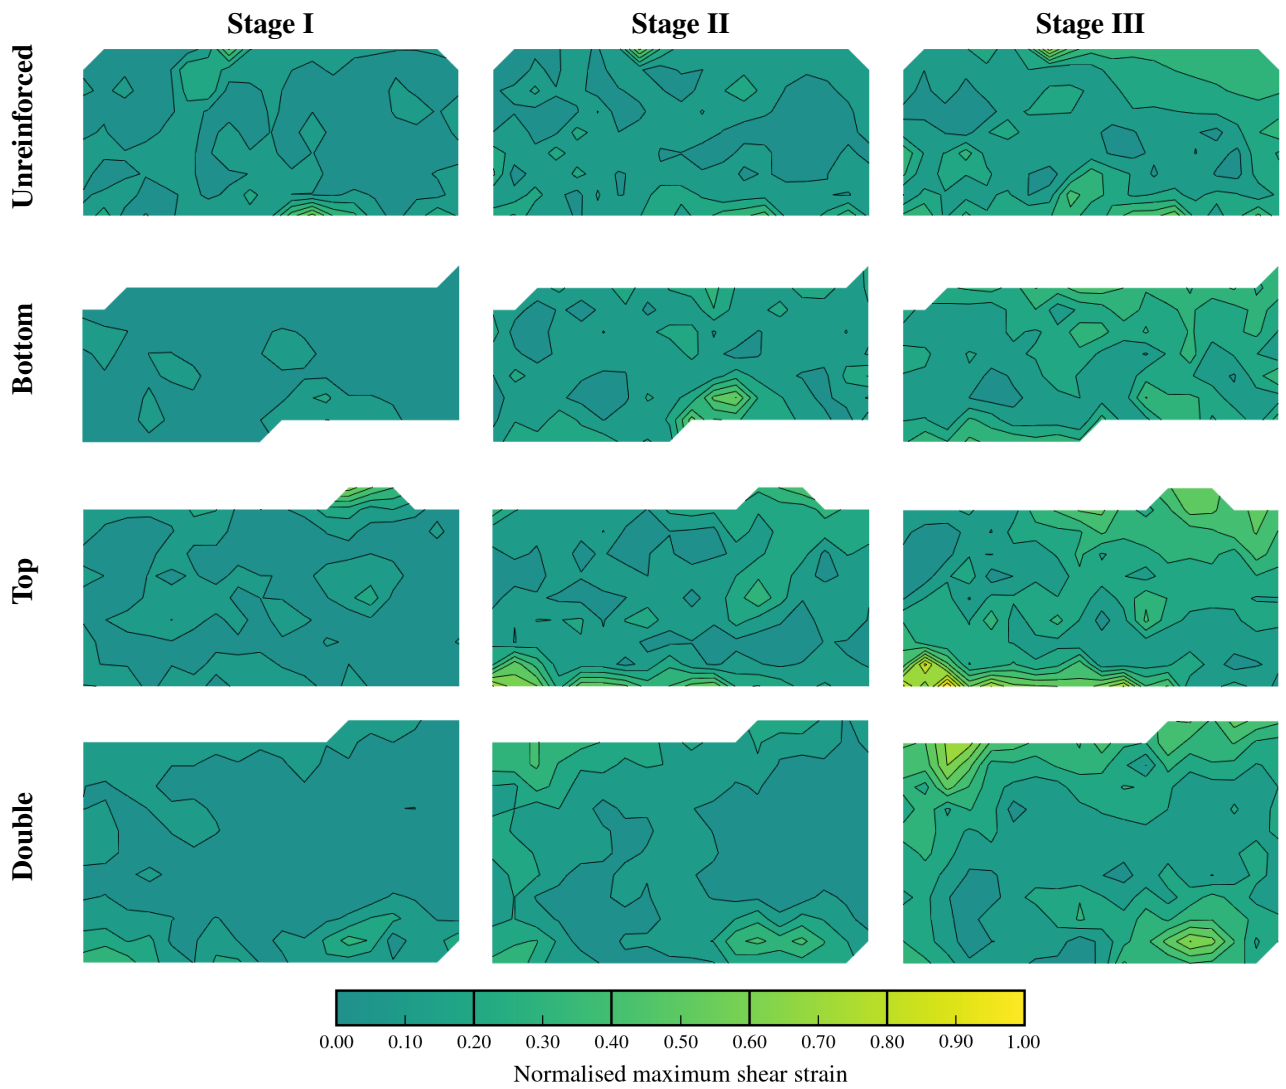 Stage I Stage II Stage III
Unreinforced
Bottom
Top
Double
0.00 0.10 0.20 0.30 0.40 0.50 0.60 0.70 0.80 0.90 1.00
Normalised maximum shear strain